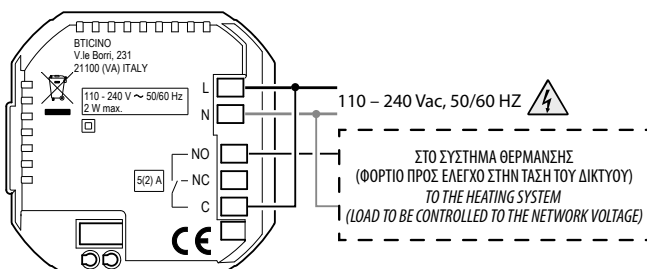 BTICINO
V.le Borri, 231
21100 (VA) ITALY
110 - 240 V ~ 50/60 Hz
2 W max.
L
N
NO
NC
C
5(2) A
CE
110 – 240 Vac, 50/60 HZ
ΣΤΟ ΣΥΣΤΗΜΑ ΘΕΡΜΑΝΣΗΣ
(ΦΟΡΤΙΟ ΠΡΟΣ ΕΛΕΓΧΟ ΣΤΗΝ ΤΑΣΗ ΤΟΥ ΔΙΚΤΥΟΥ)
TO THE HEATING SYSTEM
(LOAD TO BE CONTROLLED TO THE NETWORK VOLTAGE)